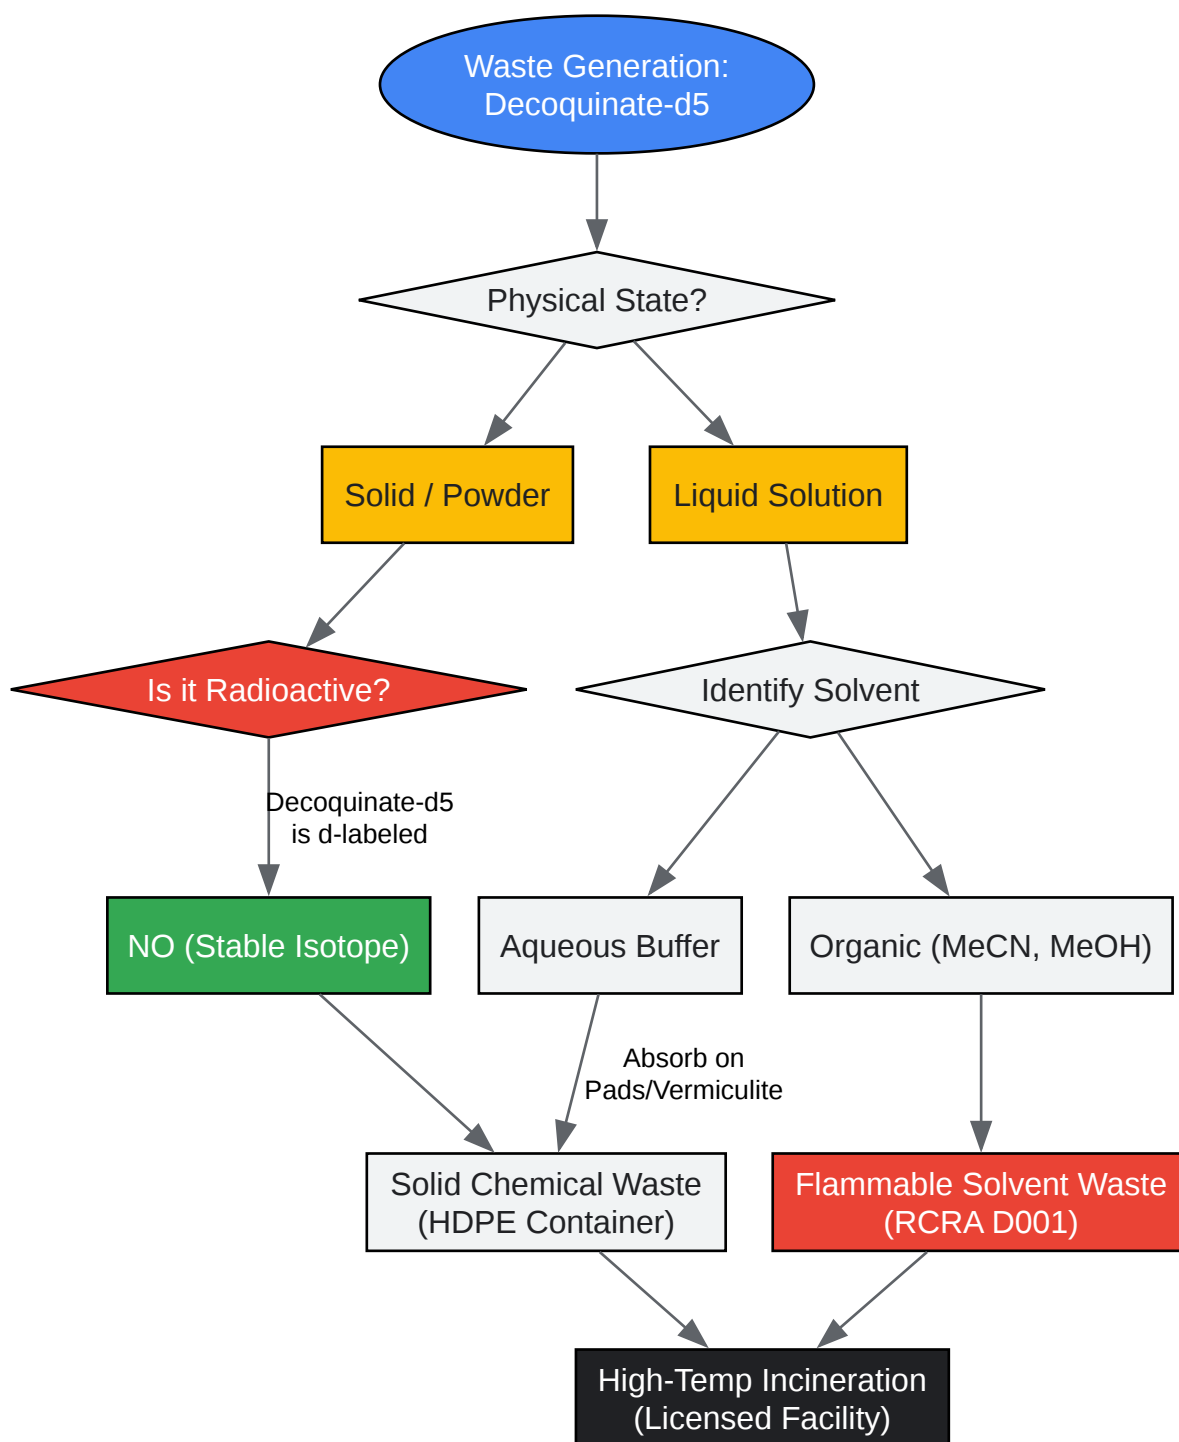 Waste Generation:
Decoquinate-d5
Physical State?
Solid / Powder
Liquid Solution
Is it Radioactive?
Identify Solvent
Decoquinate-d5
is d-labeled
NO (Stable Isotope)
Aqueous Buffer
Organic (MeCN, MeOH)
Absorb on
Pads/Vermiculite
Solid Chemical Waste
(HDPE Container)
Flammable Solvent Waste
(RCRA D001)
High-Temp Incineration
(Licensed Facility)